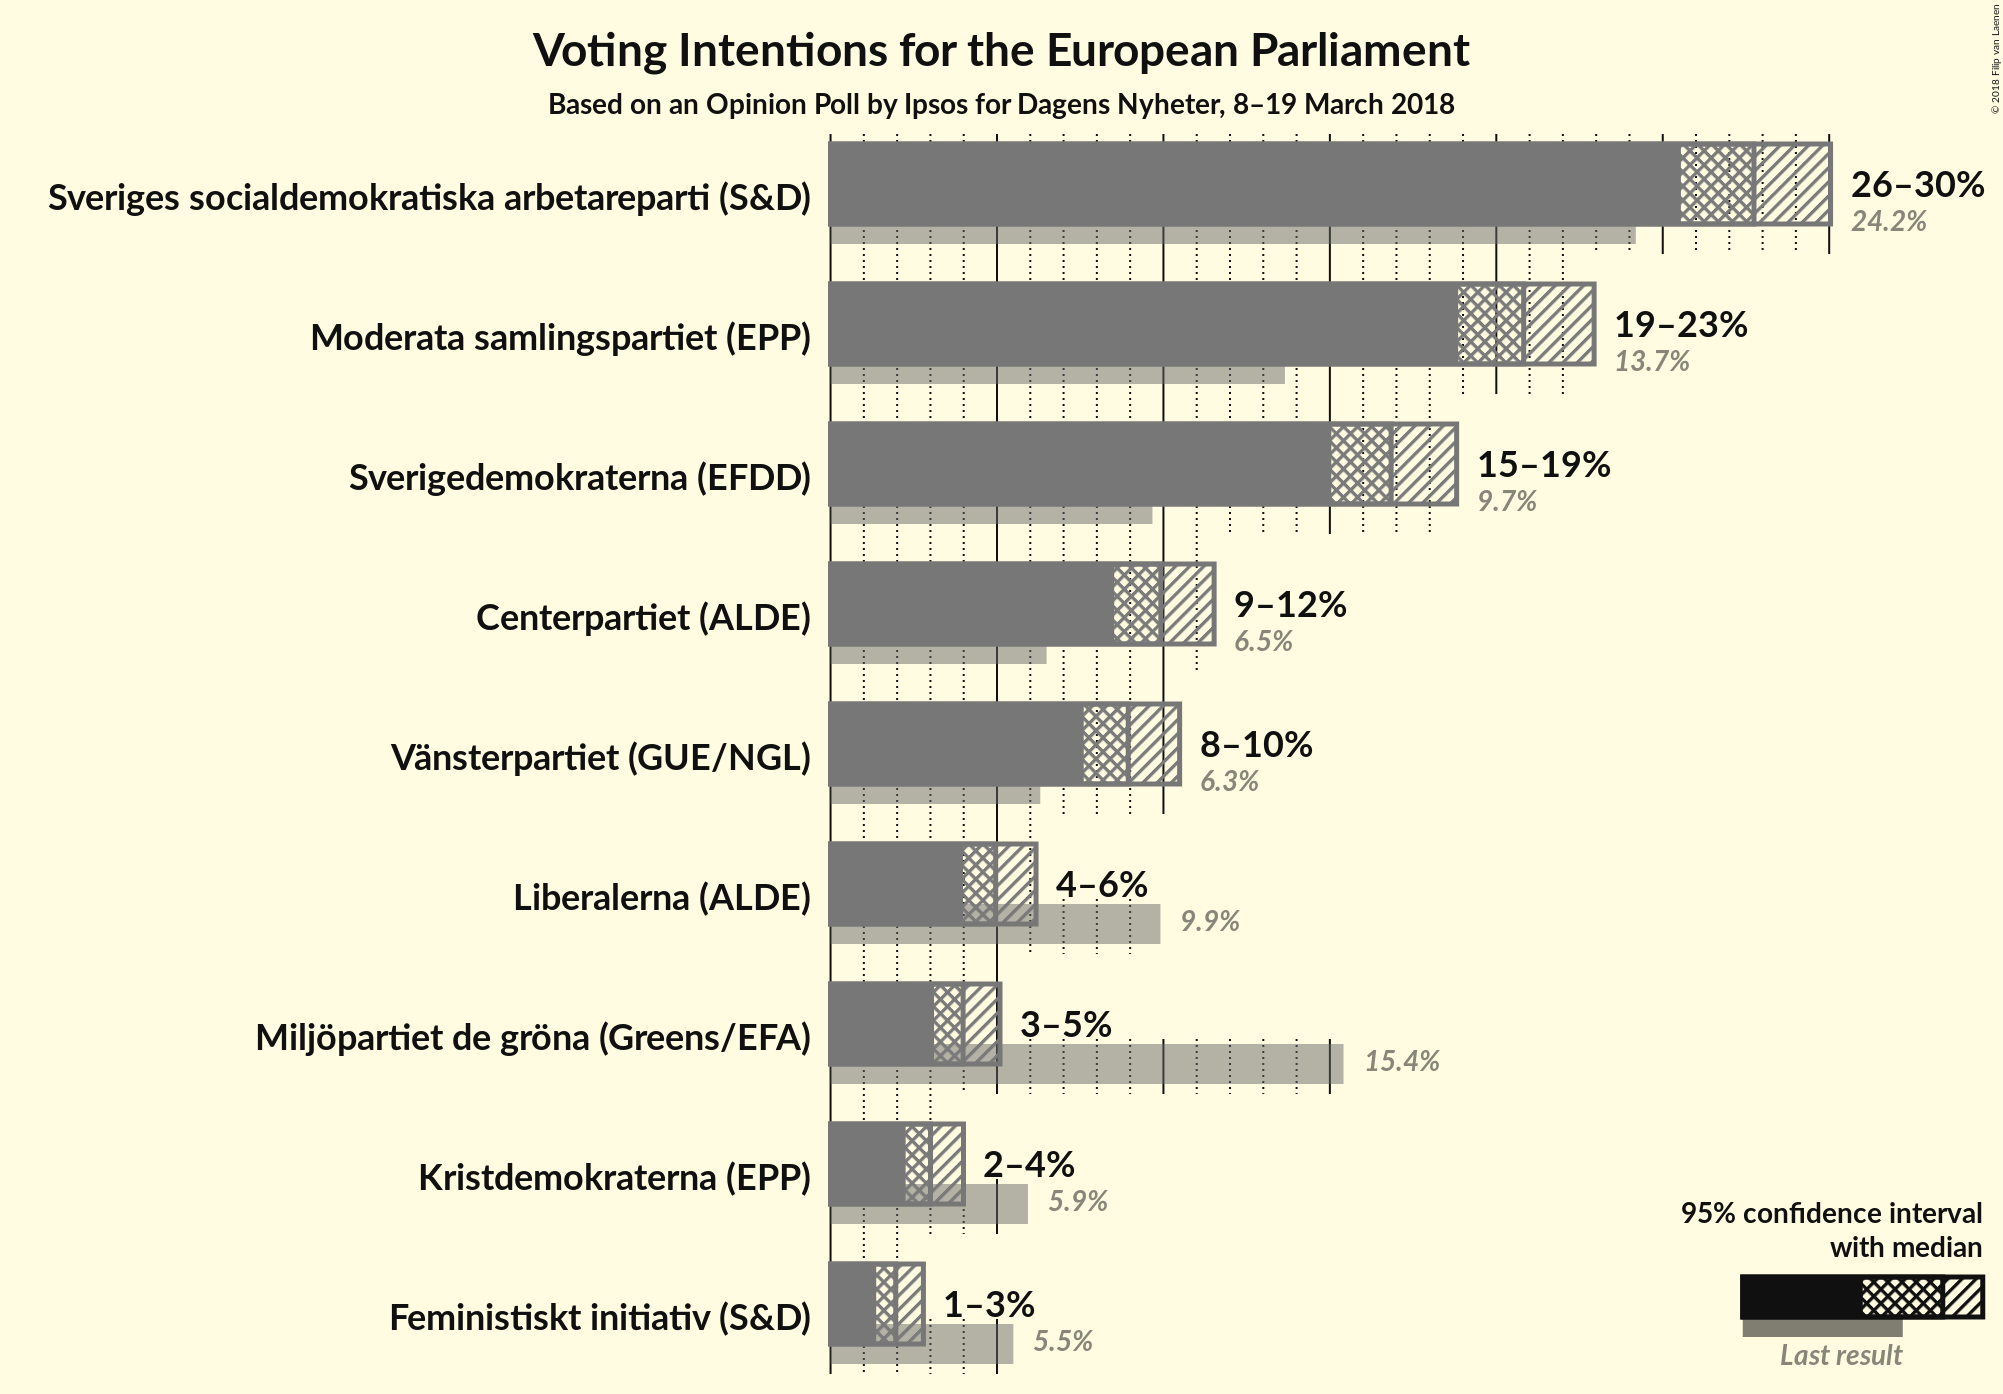 Voting Intentions for the European Parliament
Based on an Opinion Poll by Ipsos for Dagens Nyheter, 8–19 March 2018
© 2018 Filip van Laenen
Sveriges socialdemokratiska arbetareparti (S&D)
26–30%
24.2%
Moderata samlingspartiet (EPP)
19–23%
13.7%
Sverigedemokraterna (EFDD)
15–19%
9.7%
Centerpartiet (ALDE)
9–12%
6.5%
Vänsterpartiet (GUE/NGL)
8–10%
6.3%
Liberalerna (ALDE)
4–6%
9.9%
Miljöpartiet de gröna (Greens/EFA)
3–5%
15.4%
Kristdemokraterna (EPP)
2–4%
5.9%
Feministiskt initiativ (S&D)
1–3%
5.5%
95% confidence interval
with median
Last result